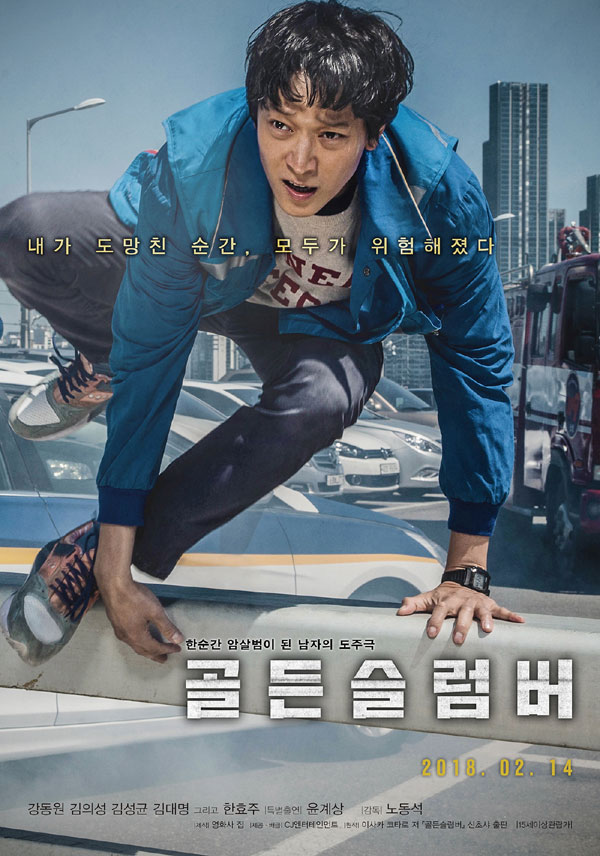 내가 도망친 순간, 모두가 위험해졌다
한순간 암살범이 된 남자의 도주극
골든슬럼버
2018. 02. 14
강동원 김의성 김성균 김대명 그리고 한효주 [특별출연] 윤계상 [감독] 노동석
[제작] 영화사 집 [제공·배급] CJ엔터테인먼트 [원작] 이사카 코타로 저 『골든슬럼버』 신초샤 출판 [15세이상관람가]